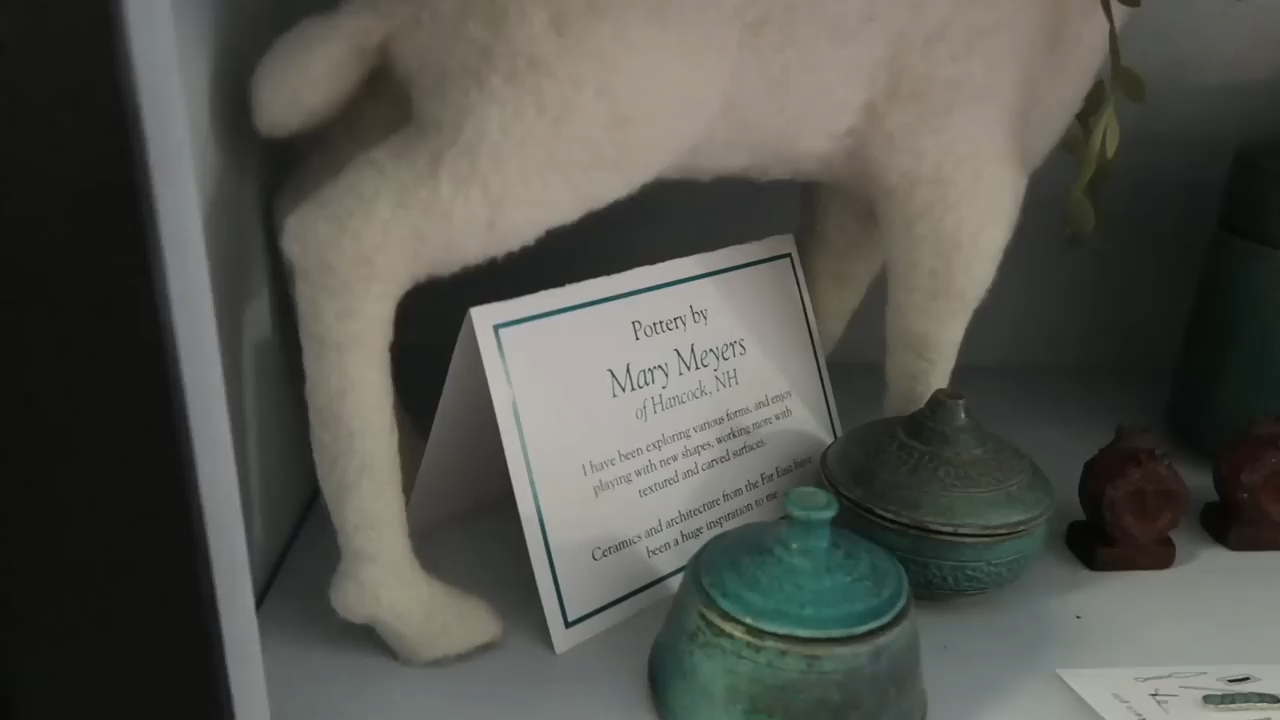 Pottery by
Mary Meyers
of Hancock, NH
I have been exploring various forms, and enjoy
playing with new shapes, working more with
textured and carved surfaces.
Ceramics and architecture from the Far East have
been a huge inspiration to me